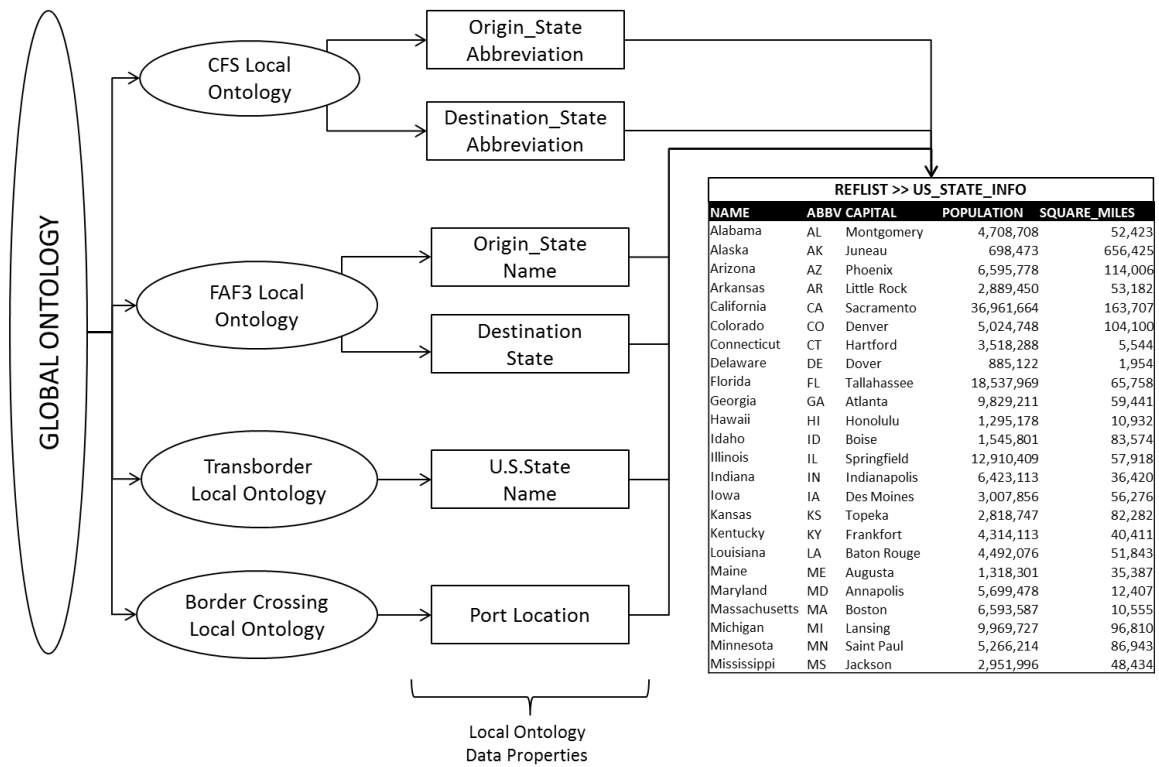 GLOBAL ONTOLOGY
CFS Local
Ontology
Origin_State
Abbreviation
Destination_State
Abbreviation
FAF3 Local
Ontology
Origin_State
Name
Destination
State
Transborder
Local Ontology
U.S.State
Name
Border Crossing
Local Ontology
Port Location
Local Ontology
Data Properties
REFLIST >> US_STATE_INFO
NAME ABBV CAPITAL POPULATION SQUARE_MILES
Alabama AL Montgomery 4,708,708 52,423
Alaska AK Juneau 698,473 656,425
Arizona AZ Phoenix 6,595,778 114,006
Arkansas AR Little Rock 2,889,450 53,182
California CA Sacramento 36,961,664 163,707
Colorado CO Denver 5,024,748 104,100
Connecticut CT Hartford 3,518,288 5,544
Delaware DE Dover 885,122 1,954
Florida FL Tallahassee 18,537,969 65,758
Georgia GA Atlanta 9,829,211 59,441
Hawaii HI Honolulu 1,295,178 10,932
Idaho ID Boise 1,545,801 83,574
Illinois IL Springfield 12,910,409 57,918
Indiana IN Indianapolis 6,423,113 36,420
Iowa IA Des Moines 3,007,856 56,276
Kansas KS Topeka 2,818,747 82,282
Kentucky KY Frankfort 4,314,113 40,411
Louisiana LA Baton Rouge 4,492,076 51,843
Maine ME Augusta 1,318,301 35,387
Maryland MD Annapolis 5,699,478 12,407
Massachusetts MA Boston 6,593,587 10,555
Michigan MI Lansing 9,969,727 96,810
Minnesota MN Saint Paul 5,266,214 86,943
Mississippi MS Jackson 2,951,996 48,434